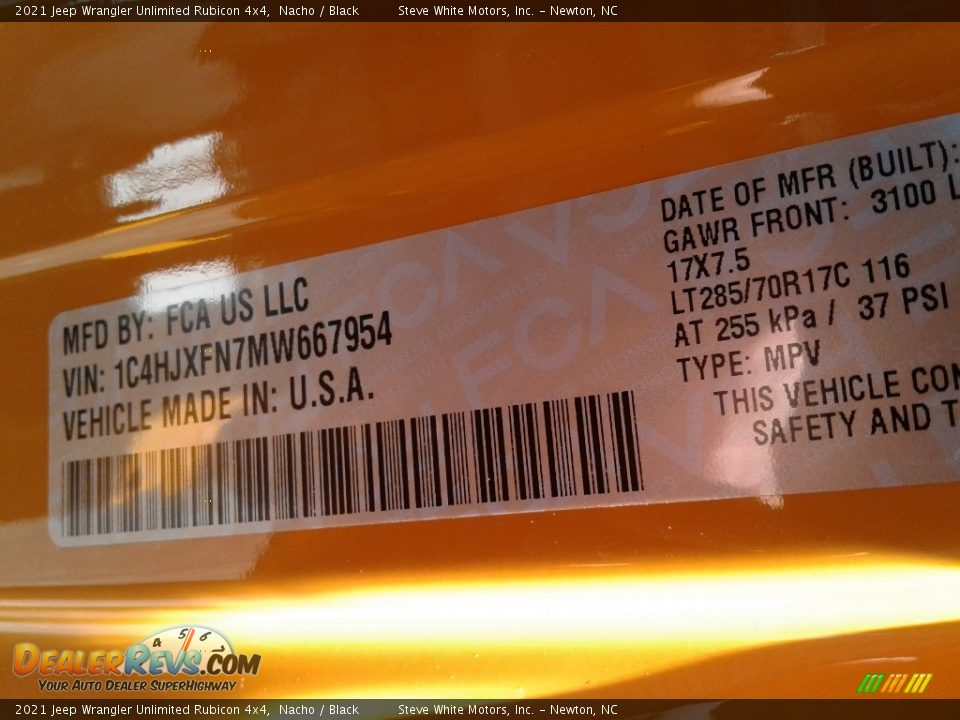 2021 Jeep Wrangler Unlimited Rubicon 4x4, Nacho / Black Steve White Motors, Inc. – Newton, NC
MFD BY: FCA US LLC
VIN: 1C4HJXFN7MW667954
VEHICLE MADE IN: U.S.A.
DATE OF MFR (BUILT):
GAWR FRONT: 3100 L
17X7.5
LT285/70R17C 116
AT 255 kPa / 37 PSI
TYPE: MPV
THIS VEHICLE CON
SAFETY AND T
4 5 6
DEALERREVS.COM
YOUR AUTO DEALER SUPERHIGHWAY
2021 Jeep Wrangler Unlimited Rubicon 4x4, Nacho / Black Steve White Motors, Inc. – Newton, NC